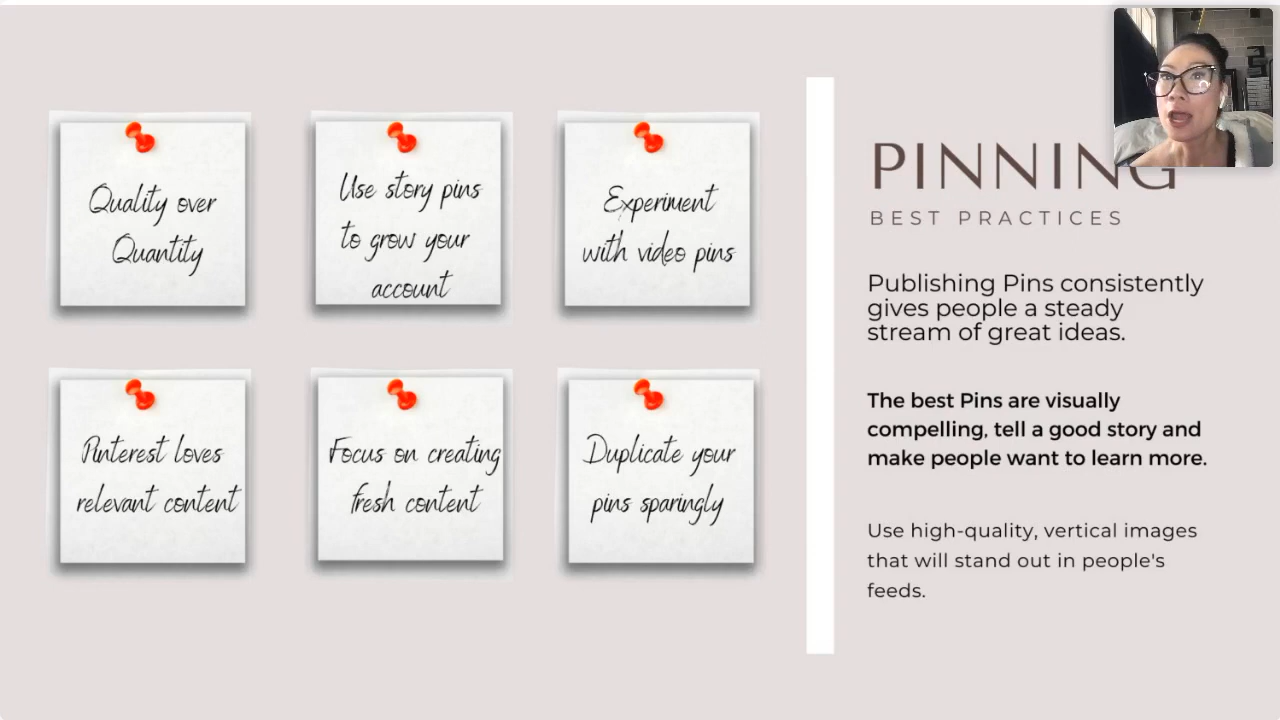 Quality over
Quantity
Use story pins
to grow your
account
Experiment
with video pins
Pinterest loves
relevant content
Focus on creating
fresh content
Duplicate your
pins sparingly
PINNING
BEST PRACTICES
Publishing Pins consistently
gives people a steady
stream of great ideas.
The best Pins are visually
compelling, tell a good story and
make people want to learn more.
Use high-quality, vertical images
that will stand out in people's
feeds.